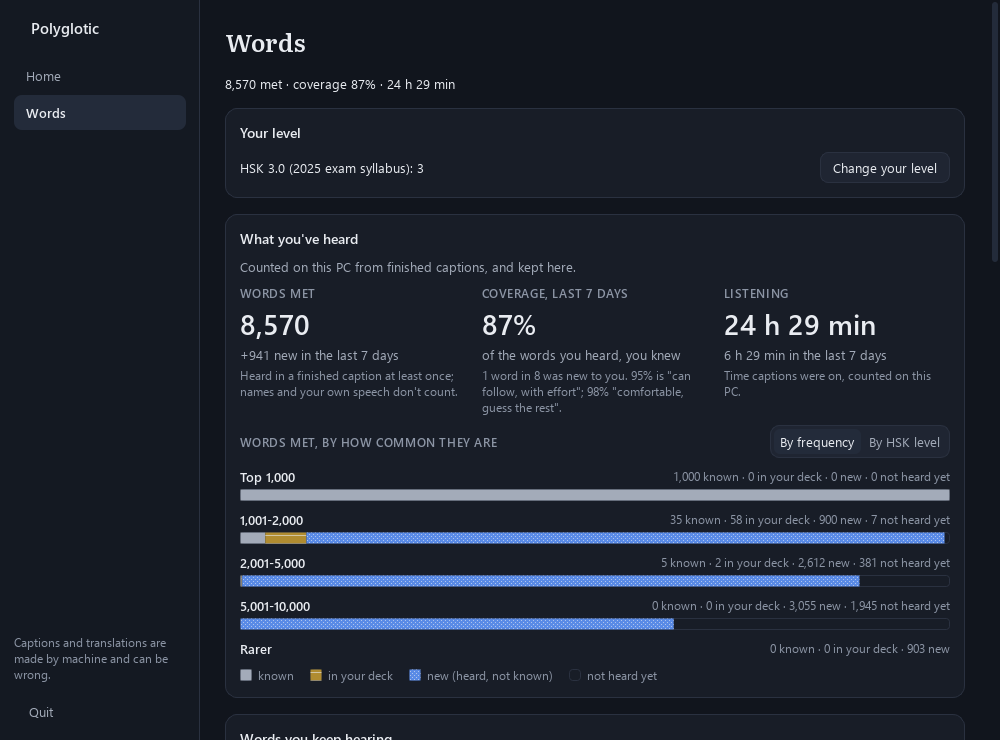 Polyglotic
Home
Words
Captions and translations are
made by machine and can be
wrong.
Quit
Words
8,570 met · coverage 87% · 24 h 29 min
Your level
HSK 3.0 (2025 exam syllabus): 3
Change your level
What you've heard
Counted on this PC from finished captions, and kept here.
WORDS MET
8,570
+941 new in the last 7 days
Heard in a finished caption at least once;
names and your own speech don't count.
COVERAGE, LAST 7 DAYS
87%
of the words you heard, you knew
1 word in 8 was new to you. 95% is "can
follow, with effort"; 98% "comfortable,
guess the rest".
LISTENING
24 h 29 min
6 h 29 min in the last 7 days
Time captions were on, counted on this
PC.
WORDS MET, BY HOW COMMON THEY ARE
By frequency By HSK level
Top 1,000 1,000 known · 0 in your deck · 0 new · 0 not heard yet
1,001-2,000 35 known · 58 in your deck · 900 new · 7 not heard yet
2,001-5,000 5 known · 2 in your deck · 2,612 new · 381 not heard yet
5,001-10,000 0 known · 0 in your deck · 3,055 new · 1,945 not heard yet
Rarer 0 known · 0 in your deck · 903 new
known in your deck new (heard, not known) not heard yet
Words you keep hearing